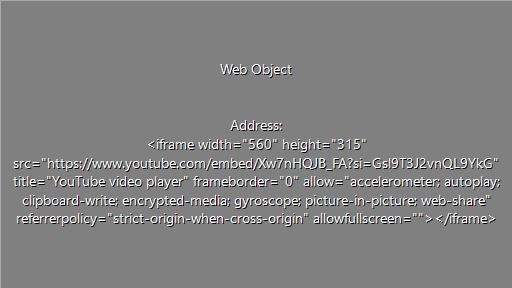 Web Object
Address:
<iframe width="560" height="315"
src="https://www.youtube.com/embed/Xw7nHQJB_FA?si=Gsl9T3J2vnQL9YkG"
title="YouTube video player" frameborder="0" allow="accelerometer; autoplay;
clipboard-write; encrypted-media; gyroscope; picture-in-picture; web-share"
referrerpolicy="strict-origin-when-cross-origin" allowfullscreen=""></iframe>